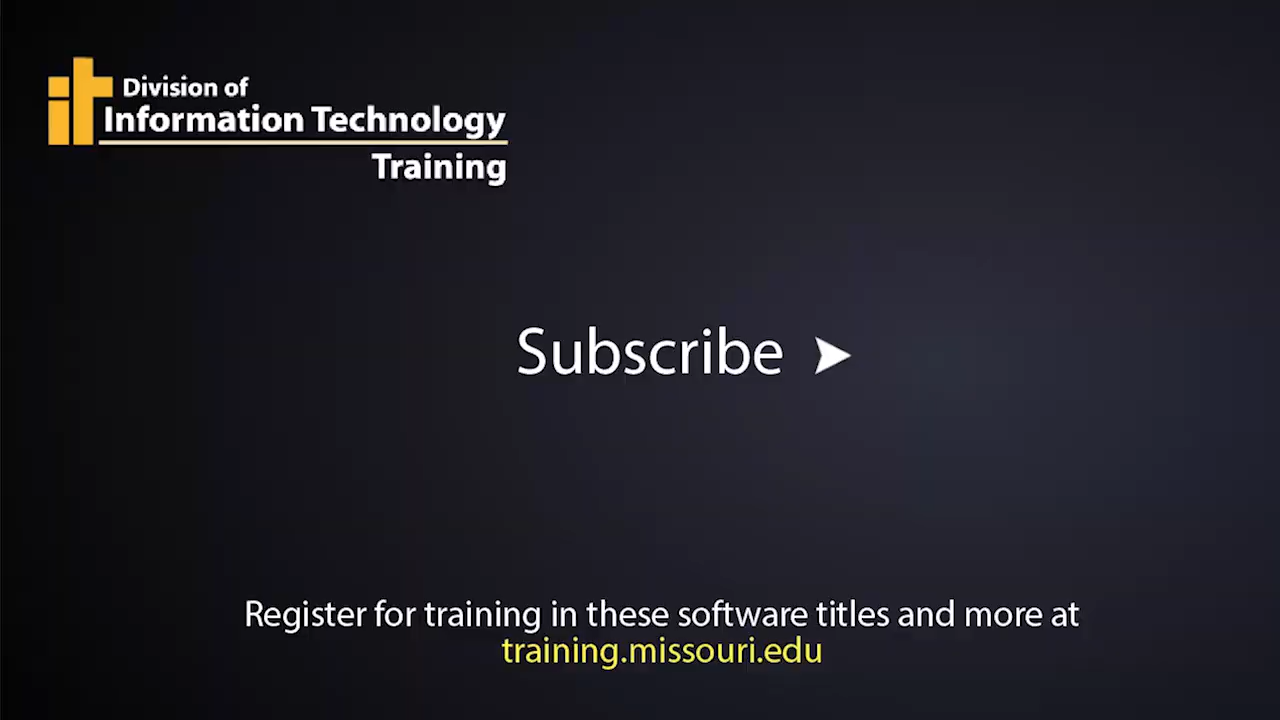 it Division of
Information Technology
Training
Subscribe
Register for training in these software titles and more at
training.missouri.edu